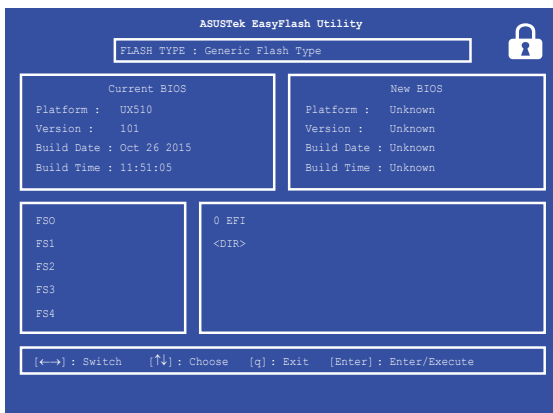 ASUSTek EasyFlash Utility
FLASH TYPE : Generic Flash Type
Current BIOS
Platform : UX510
Version : 101
Build Date : Oct 26 2015
Build Time : 11:51:05
New BIOS
Platform : Unknown
Version : Unknown
Build Date : Unknown
Build Time : Unknown
FSO
FS1
FS2
FS3
FS4
0 EFI
<DIR>
[←→] : Switch [↑↓] : Choose [q] : Exit [Enter] : Enter/Execute